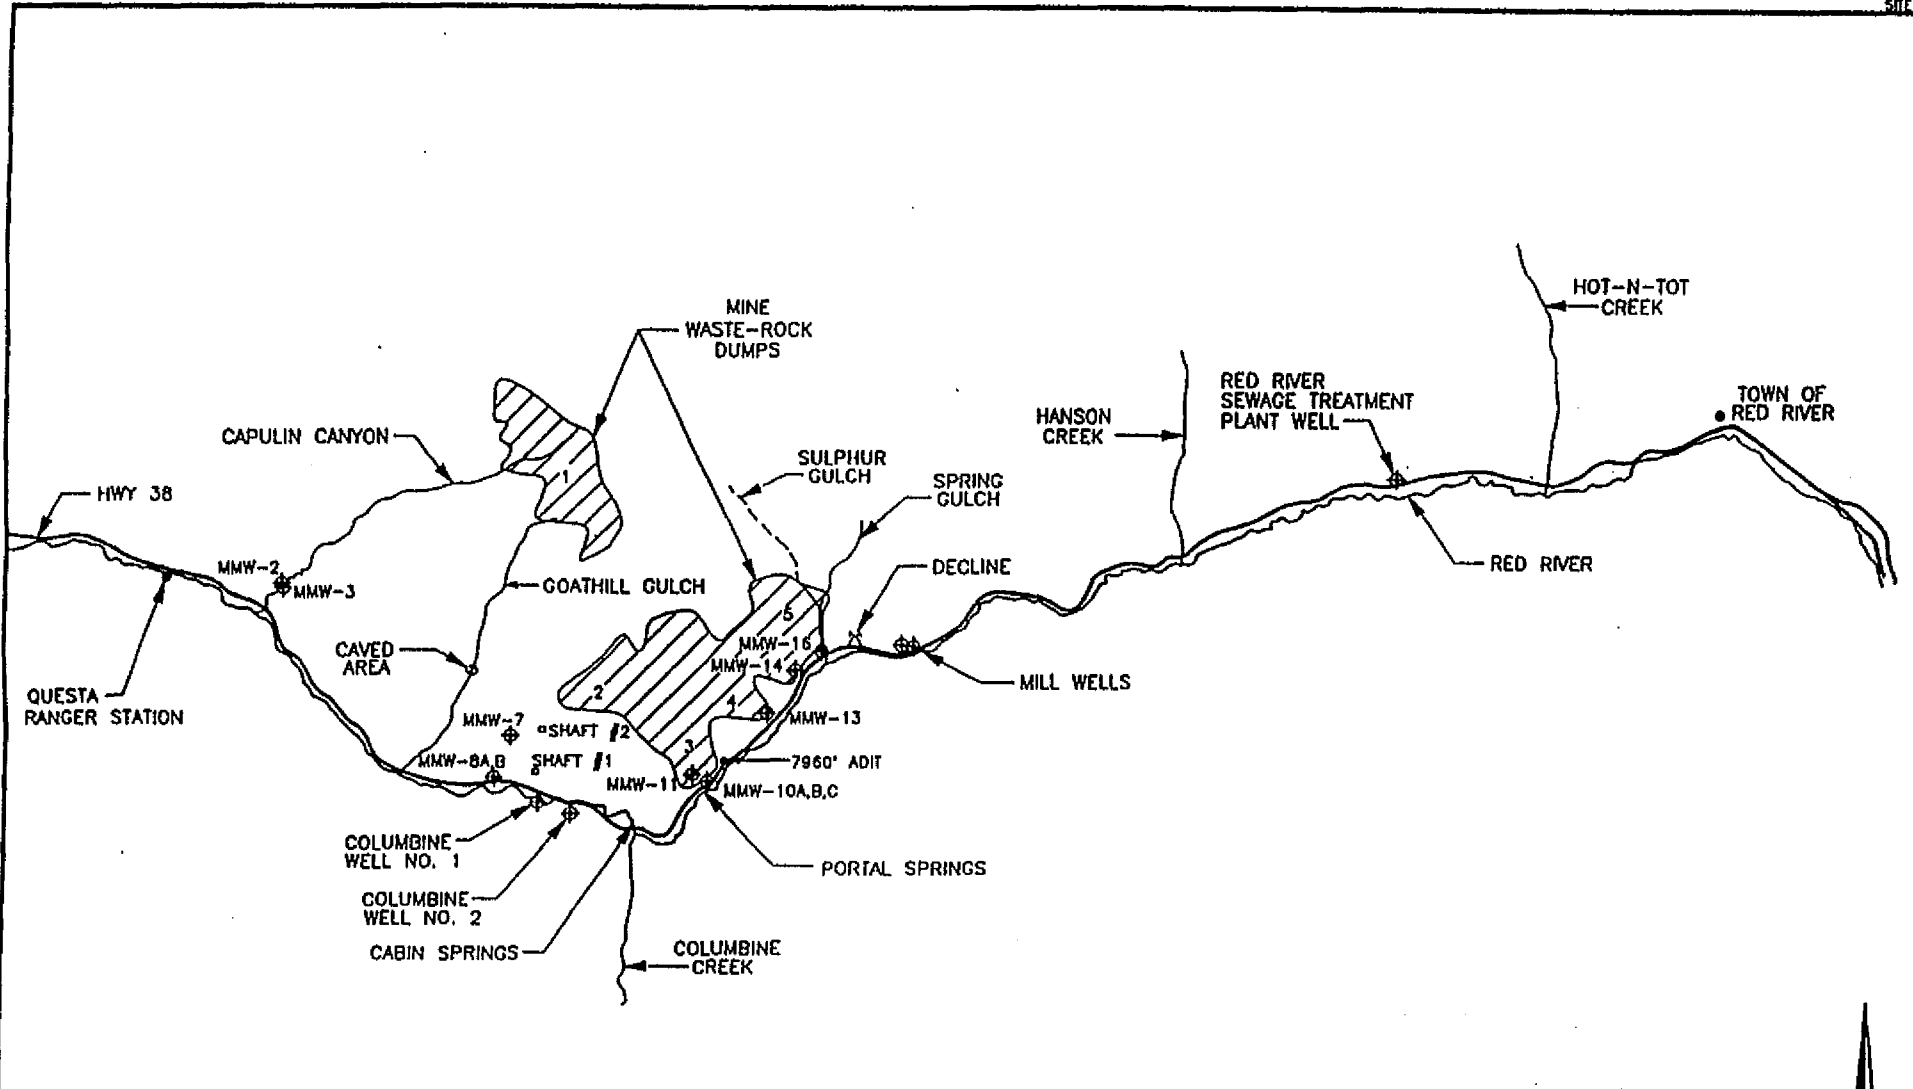 SITE
MINE
WASTE-ROCK
DUMPS
HOT-N-TOT
CREEK
RED RIVER
SEWAGE TREATMENT
PLANT WELL
TOWN OF
RED RIVER
HANSON
CREEK
CAPULIN CANYON
SULPHUR
GULCH
SPRING
GULCH
HWY 38
1
MMW-2
MMW-3
GOATHILL GULCH
DECLINE
RED RIVER
5
CAVED
AREA
MMW-16
MMW-14
MILL WELLS
QUESTA
RANGER STATION
2
4
MMW-13
MMW-7
SHAFT #2
3
MMW-8A,B
SHAFT #1
7960' ADIT
MMW-11
MMW-10A,B,C
COLUMBINE
WELL NO. 1
PORTAL SPRINGS
COLUMBINE
WELL NO. 2
CABIN SPRINGS
COLUMBINE
CREEK